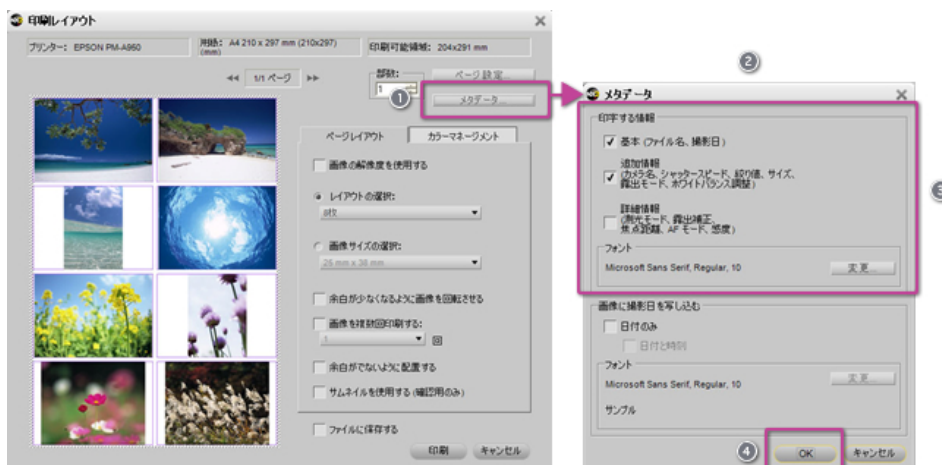 印刷レイアウト
プリンター: EPSON PM-A960
用紙: A4 210 x 297 mm (210x297)
(mm)
印刷可能領域: 204x291 mm
1/1 ページ
部数:
1
ページ設定...
1
メタデータ...
ページレイアウト
カラーマネージメント
画像の解像度を使用する
レイアウトの選択:
8枚
画像サイズの選択:
26 mm x 38 mm
余白が少なくなるように画像を回転させる
画像を複数回印刷する:
1
回
余白がでないように配置する
サムネイルを使用する (確認用のみ)
ファイルに保存する
印刷
キャンセル
2
メタデータ
印字する情報
基本 (ファイル名、撮影日)
追加情報
(カメラ名、シャッタースピード、絞り値、サイズ、
露出モード、ホワイトバランス調整)
3
詳細情報
(測光モード、露出補正、
焦点距離、AF モード、感度)
フォント
Microsoft Sans Serif, Regular, 10
変更...
画像に撮影日を写し込む
日付のみ
日付と時刻
フォント
Microsoft Sans Serif, Regular, 10
変更...
サンプル
4
OK
キャンセル